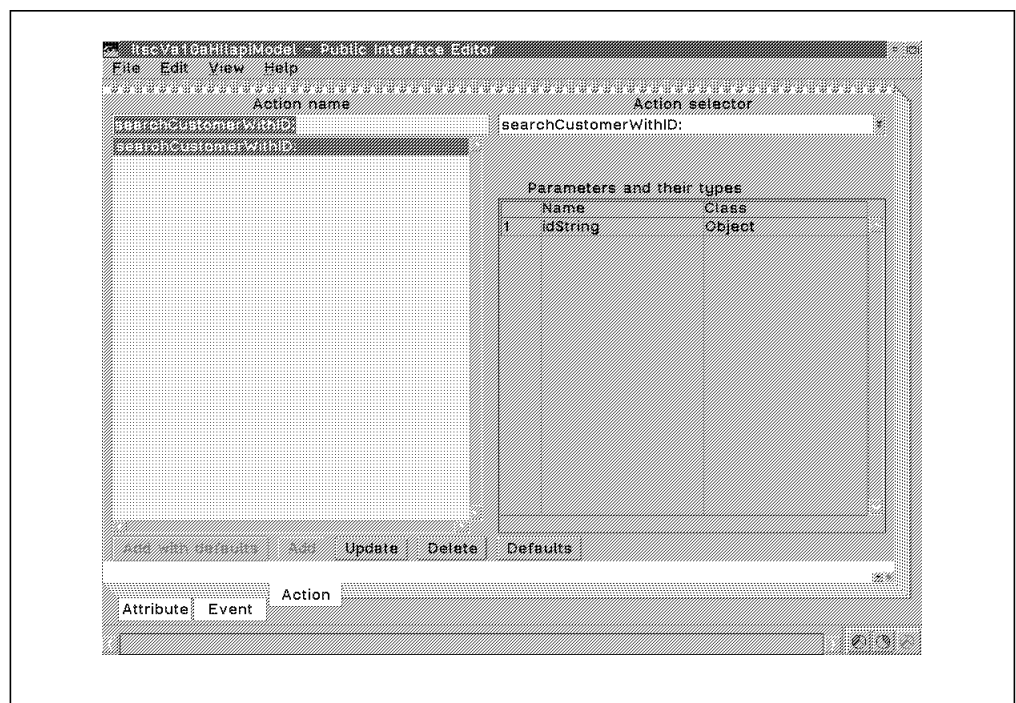 ItscVa10aHllapiModel - Public Interface Editor
File Edit View Help
Action name
Action selector
searchCustomerWithID:
searchCustomerWithID:
searchCustomerWithID:
Parameters and their types
Name Class
1 idString Object
Add with defaults Add Update Delete Defaults
Action
Attribute Event